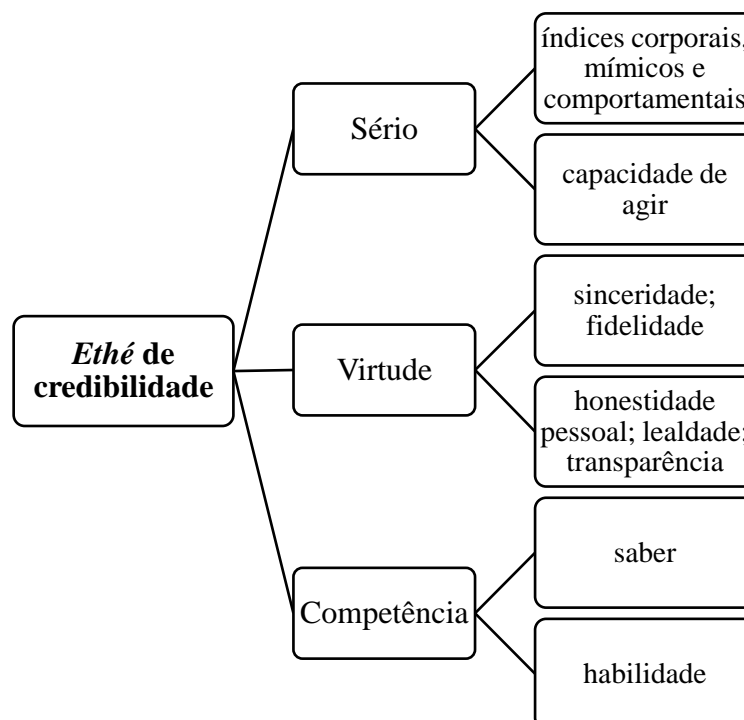 Ethé de
credibilidade
Sério
índices corporais,
mímicos e
comportamentais
capacidade de
agir
Virtude
sinceridade;
fidelidade
honestidade
pessoal; lealdade;
transparência
Competência
saber
habilidade